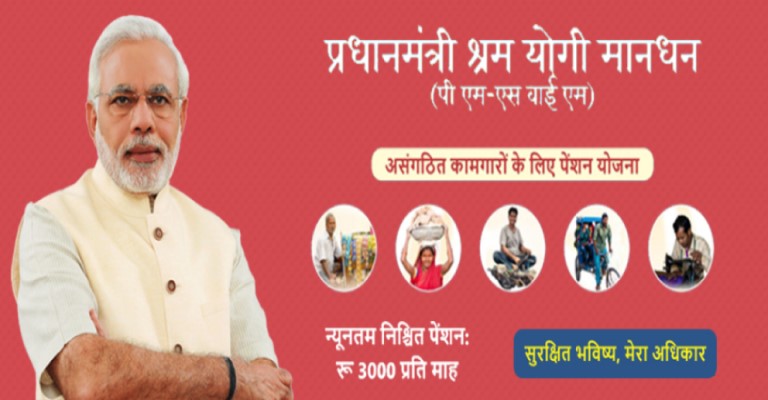 प्रधानमंत्री श्रम योगी मानधन
(पी एम-एस वाई एम)
असंगठित कामगारों के लिए पेंशन योजना
न्यूनतम निश्चित पेंशन:
रू 3000 प्रति माह
सुरक्षित भविष्य, मेरा अधिकार